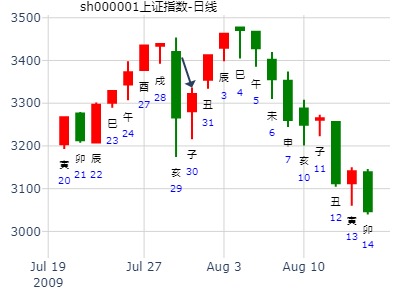 sh000001上证指数-日线
3500
3400
3300
3200
3100
3000
寅
20
卯
21
辰
22
巳
23
午
24
酉
27
戌
28
亥
29
子
30
丑
31
辰
3
巳
4
午
5
未
6
申
7
亥
10
子
11
丑
12
寅
13
卯
14
Jul 19
2009
Jul 27
Aug 3
Aug 10